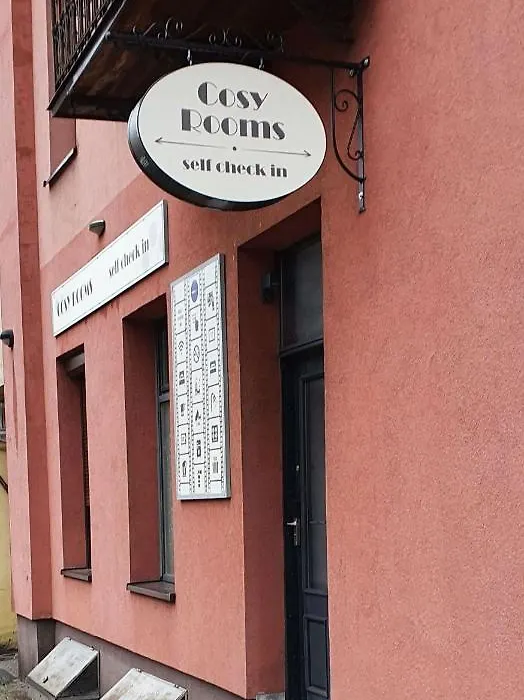 Cosy
Rooms
self check in
COSY ROOMS self check in